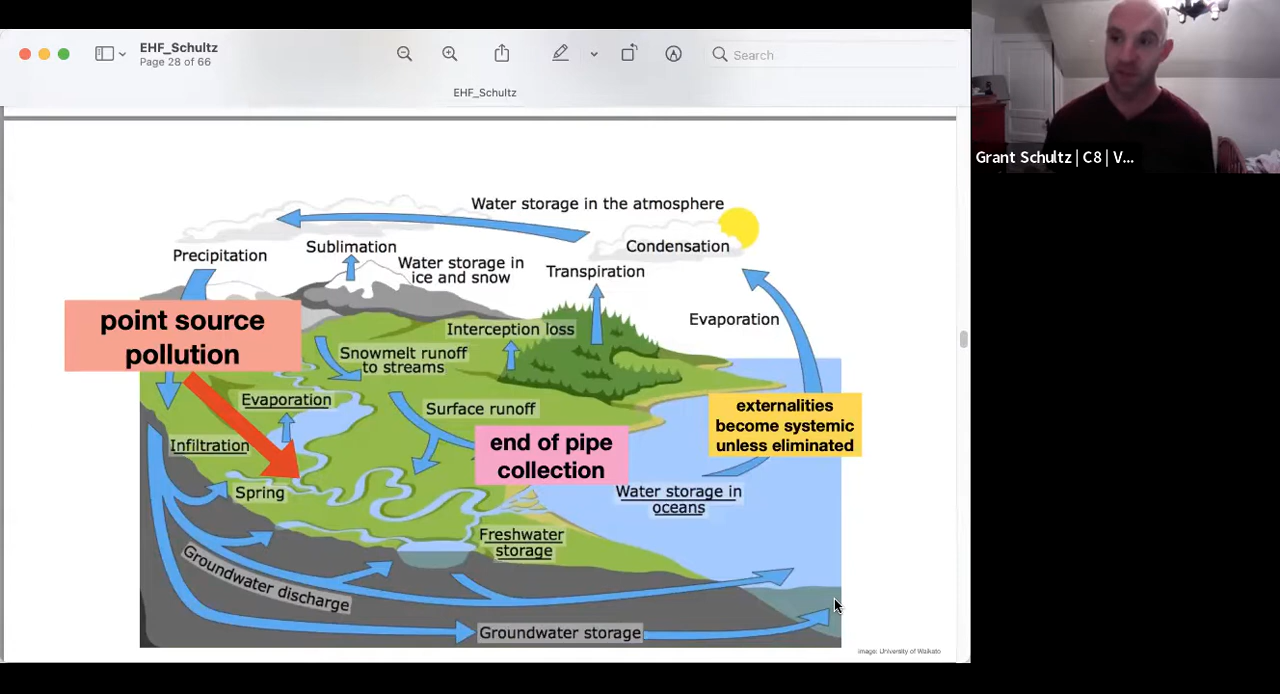 EHF_Schultz
Page 28 of 66
Search
EHF_Schultz
Grant Schultz | C8 | V...
Water storage in the atmosphere
Precipitation
Sublimation
Condensation
Water storage in
ice and snow
Transpiration
Evaporation
point source
pollution
Interception loss
Snowmelt runoff
to streams
Evaporation
Surface runoff
externalities
become systemic
unless eliminated
Infiltration
end of pipe
collection
Spring
Water storage in
oceans
Freshwater
storage
Groundwater discharge
Groundwater storage
Image: University of Waikato